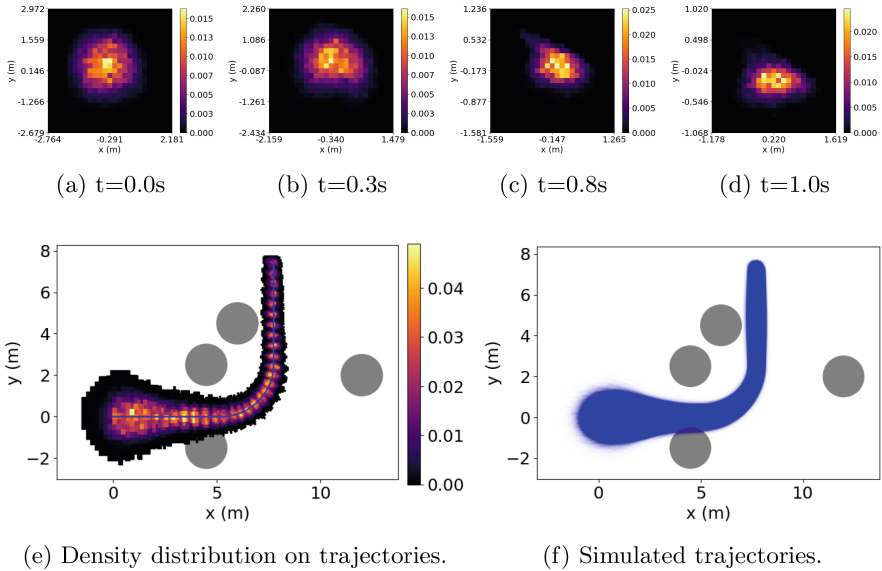 2.972
1.559
0.146
-1.266
-2.679
y (m)
-2.764 -0.291 2.181
x (m)
0.015
0.013
0.010
0.007
0.005
0.003
0.000
2.260
1.086
-0.087
-1.261
-2.434
y (m)
-2.159 -0.340 1.479
x (m)
0.015
0.013
0.010
0.007
0.005
0.003
0.000
1.236
0.532
-0.173
-0.877
-1.581
y (m)
-1.559 -0.147 1.265
x (m)
0.025
0.020
0.015
0.010
0.005
0.000
1.020
0.498
-0.024
-0.546
-1.068
y (m)
-1.178 0.220 1.619
x (m)
0.020
0.015
0.010
0.005
0.000
(a) t=0.0s
(b) t=0.3s
(c) t=0.8s
(d) t=1.0s
8
6
4
2
0
−2
y (m)
0 5 10
x (m)
0.04
0.03
0.02
0.01
0.00
8
6
4
2
0
−2
y (m)
0 5 10
x (m)
(e) Density distribution on trajectories.
(f) Simulated trajectories.